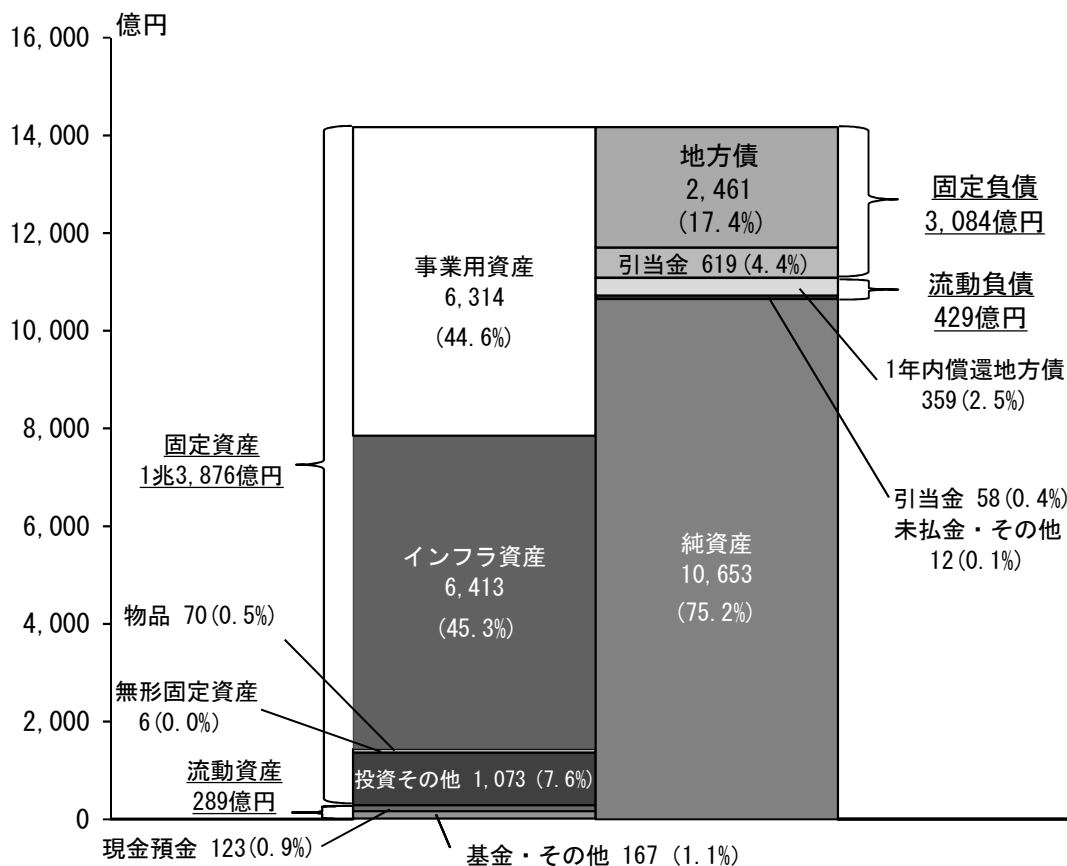 億円
16,000
14,000
12,000
10,000
8,000
6,000
4,000
2,000
0
固定資産
1兆3,876億円
物品 70(0.5%)
無形固定資産
6(0.0%)
流動資産
289億円
現金預金 123(0.9%)
基金・その他 167 (1.1%)
事業用資産
6,314
(44.6%)
インフラ資産
6,413
(45.3%)
投資その他 1,073 (7.6%)
地方債
2,461
(17.4%)
引当金 619(4.4%)
純資産
10,653
(75.2%)
固定負債
3,084億円
流動負債
429億円
1年内償還地方債
359(2.5%)
引当金 58(0.4%)
未払金・その他
12(0.1%)